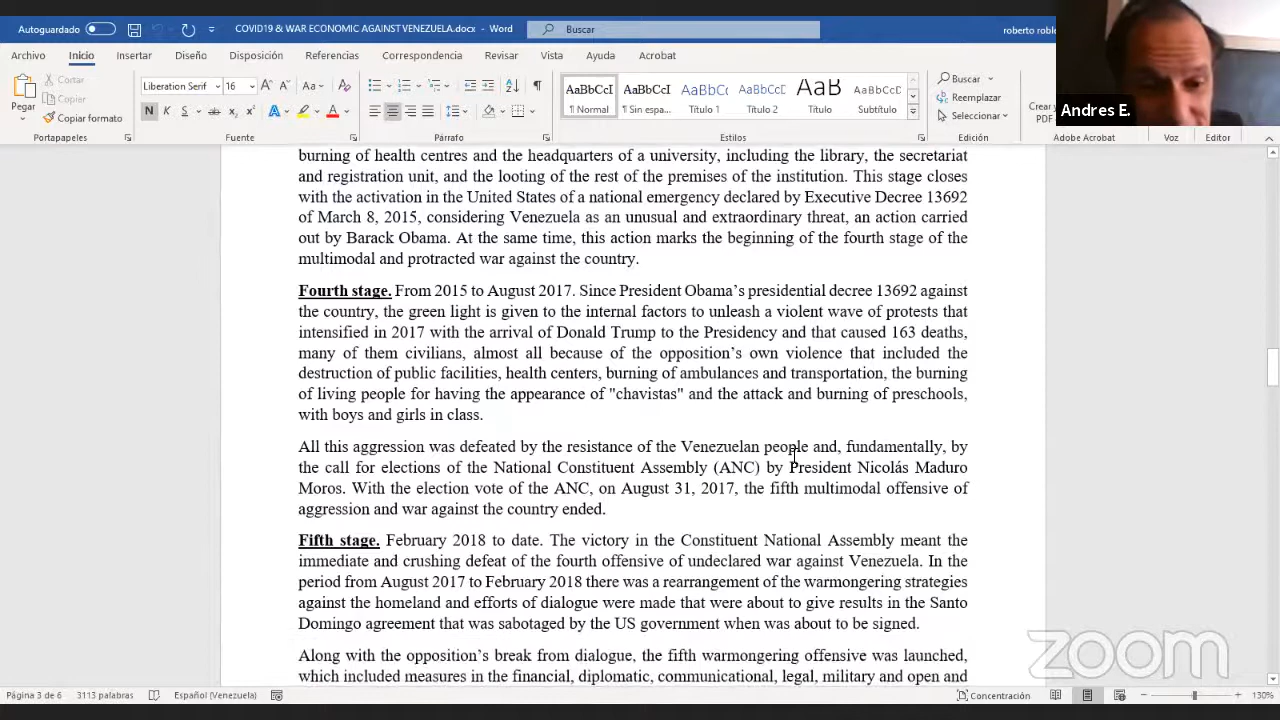 Autoguardado
COVID19 & WAR ECONOMIC AGAINST VENEZUELA.docx - Word
Buscar
roberto roble
Archivo Inicio Insertar Diseño Disposición Referencias Correspondencia Revisar Vista Ayuda Acrobat
Pegar
Cortar
Copiar
Copiar formato
Portapapeles
Liberation Serif 16
N K S
Fuente
Párrafo
AaBbCcI AaBbCcI AaBbC AaBbCcI AaB AaBbCcI
¶ Normal ¶ Sin espa... Título 1 Título 2 Título Subtítulo
Estilos
Buscar
Reemplazar
Seleccionar
Edición
Crear y
PDF
Adobe Acrobat
Voz
Editor
Andres E.
burning of health centres and the headquarters of a university, including the library, the secretariat
and registration unit, and the looting of the rest of the premises of the institution. This stage closes
with the activation in the United States of a national emergency declared by Executive Decree 13692
of March 8, 2015, considering Venezuela as an unusual and extraordinary threat, an action carried
out by Barack Obama. At the same time, this action marks the beginning of the fourth stage of the
multimodal and protracted war against the country.
Fourth stage. From 2015 to August 2017. Since President Obama’s presidential decree 13692 against
the country, the green light is given to the internal factors to unleash a violent wave of protests that
intensified in 2017 with the arrival of Donald Trump to the Presidency and that caused 163 deaths,
many of them civilians, almost all because of the opposition’s own violence that included the
destruction of public facilities, health centers, burning of ambulances and transportation, the burning
of living people for having the appearance of "chavistas" and the attack and burning of preschools,
with boys and girls in class.
All this aggression was defeated by the resistance of the Venezuelan people and, fundamentally, by
the call for elections of the National Constituent Assembly (ANC) by President Nicolás Maduro
Moros. With the election vote of the ANC, on August 31, 2017, the fifth multimodal offensive of
aggression and war against the country ended.
Fifth stage. February 2018 to date. The victory in the Constituent National Assembly meant the
immediate and crushing defeat of the fourth offensive of undeclared war against Venezuela. In the
period from August 2017 to February 2018 there was a rearrangement of the warmongering strategies
against the homeland and efforts of dialogue were made that were about to give results in the Santo
Domingo agreement that was sabotaged by the US government when was about to be signed.
Along with the opposition’s break from dialogue, the fifth warmongering offensive was launched,
which included measures in the financial, diplomatic, communicational, legal, military and open and
zoom
Página 3 de 6 3113 palabras Español (Venezuela) Concentración 130%